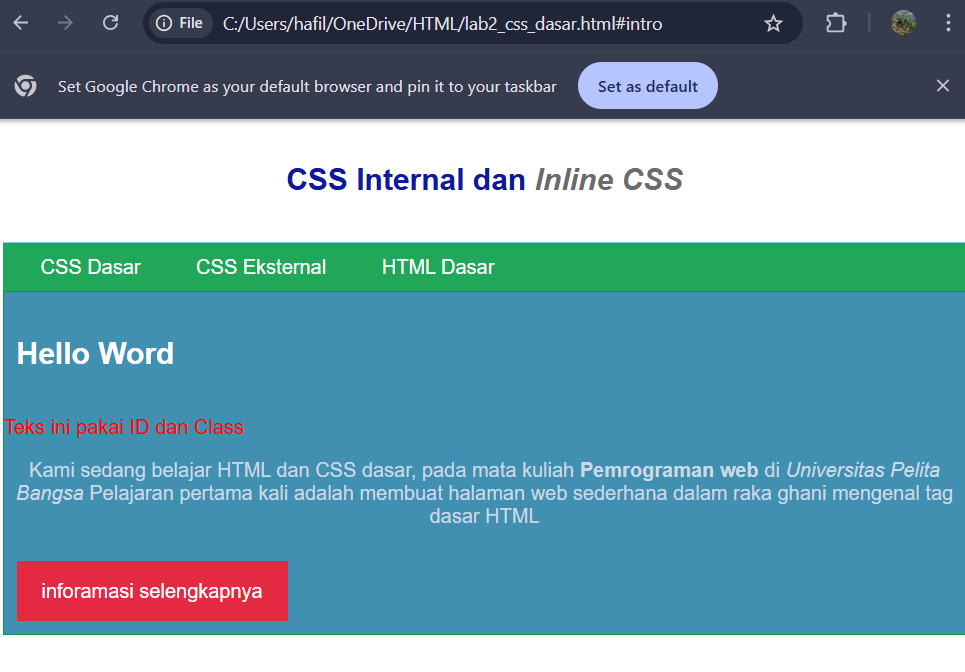 File C:/Users/hafil/OneDrive/HTML/lab2_css_dasar.html#intro
Set Google Chrome as your default browser and pin it to your taskbar Set as default
CSS Internal dan Inline CSS
CSS Dasar CSS Eksternal HTML Dasar
Hello Word
Teks ini pakai ID dan Class
Kami sedang belajar HTML dan CSS dasar, pada mata kuliah Pemrograman web di Universitas Pelita
Bangsa Pelajaran pertama kali adalah membuat halaman web sederhana dalam raka ghani mengenal tag
dasar HTML
inforamasi selengkapnya